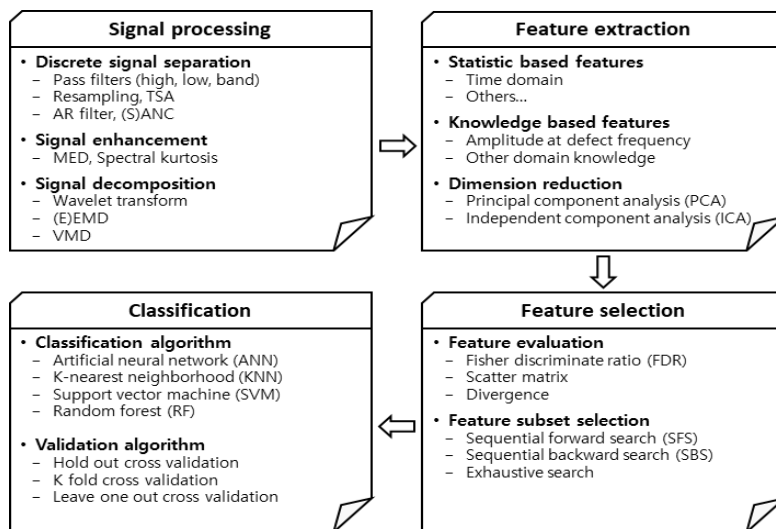 Signal processing
• Discrete signal separation
– Pass filters (high, low, band)
– Resampling, TSA
– AR filter, (S)ANC
• Signal enhancement
– MED, Spectral kurtosis
• Signal decomposition
– Wavelet transform
– (E)EMD
– VMD
Feature extraction
• Statistic based features
– Time domain
– Others...
• Knowledge based features
– Amplitude at defect frequency
– Other domain knowledge
• Dimension reduction
– Principal component analysis (PCA)
– Independent component analysis (ICA)
Feature selection
• Feature evaluation
– Fisher discriminate ratio (FDR)
– Scatter matrix
– Divergence
• Feature subset selection
– Sequential forward search (SFS)
– Sequential backward search (SBS)
– Exhaustive search
Classification
• Classification algorithm
– Artificial neural network (ANN)
– K-nearest neighborhood (KNN)
– Support vector machine (SVM)
– Random forest (RF)
• Validation algorithm
– Hold out cross validation
– K fold cross validation
– Leave one out cross validation